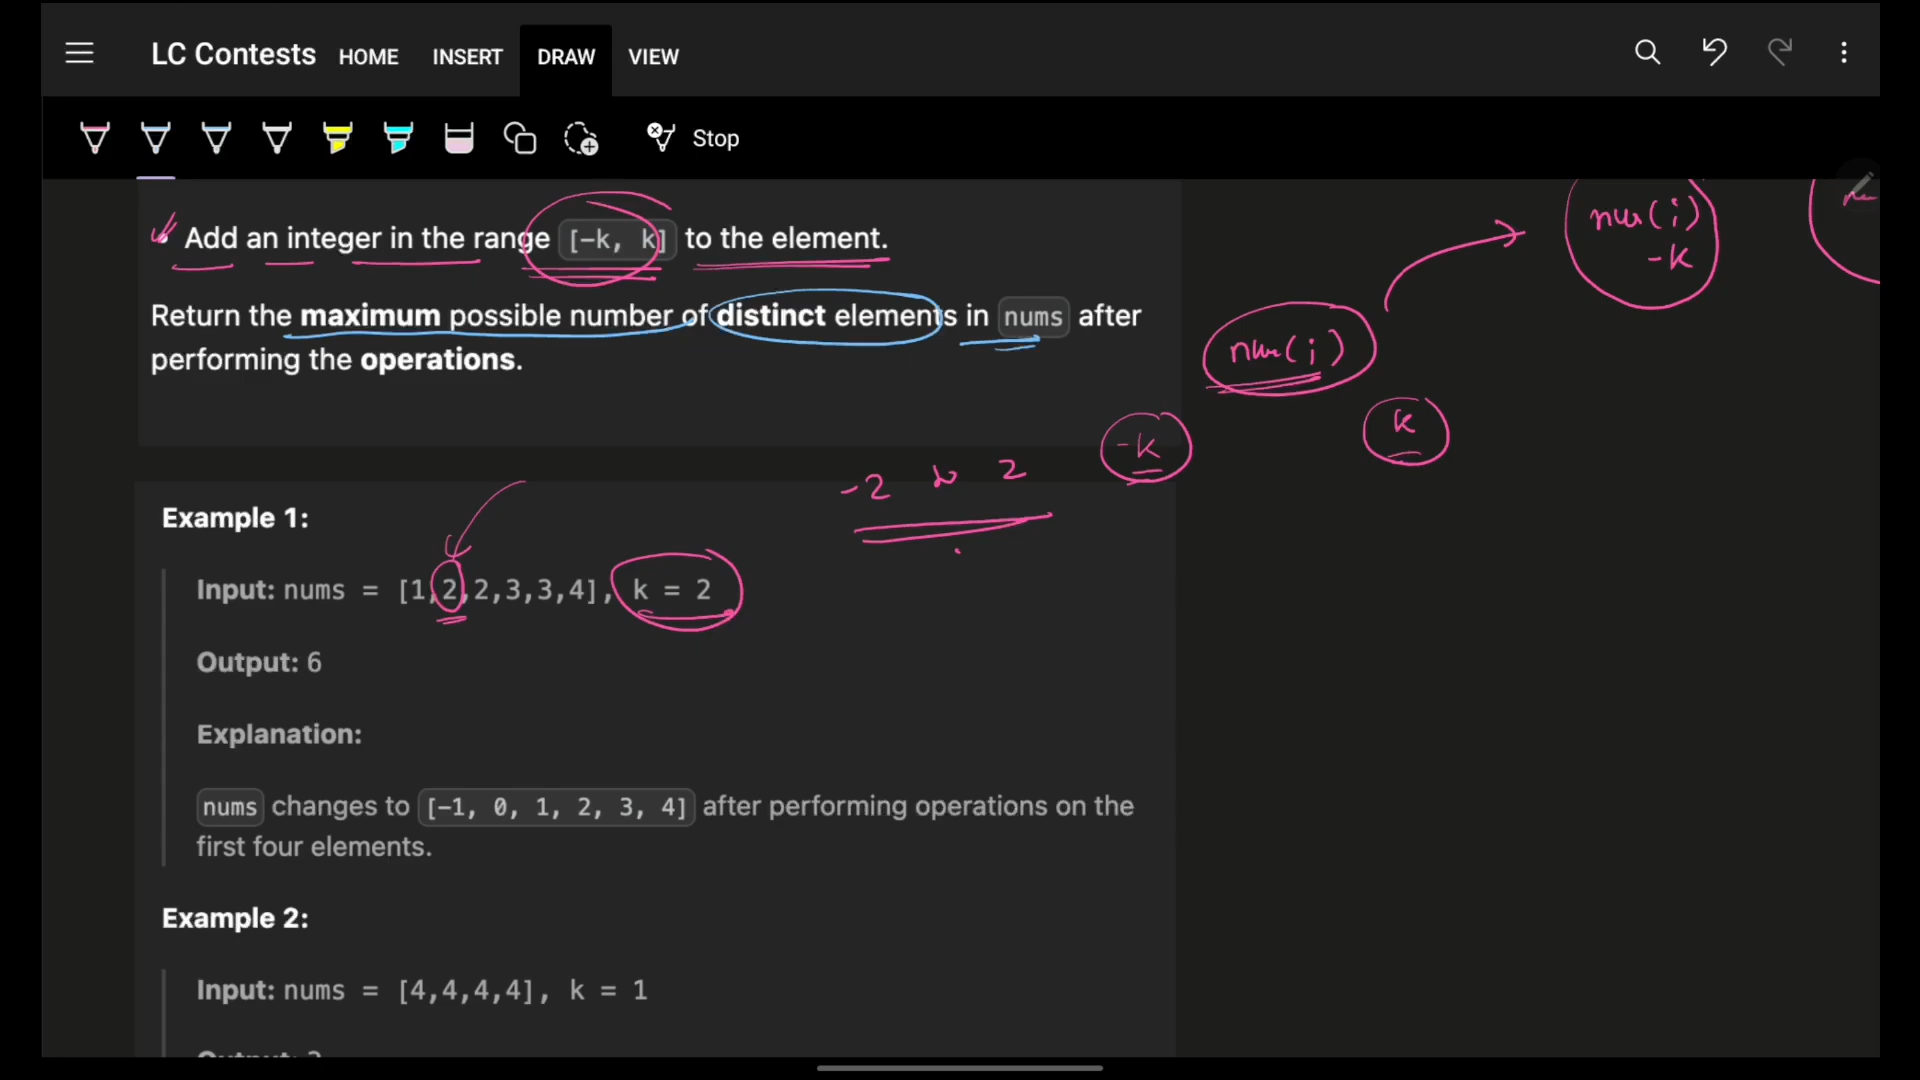 LC Contests HOME INSERT DRAW VIEW
Stop
Add an integer in the range [-k, k] to the element.
Return the maximum possible number of distinct elements in nums after
performing the operations.
num(i)
-k
num(i)
k
-k
-2 to 2
Example 1:
Input: nums = [1,2,2,3,3,4], k = 2
Output: 6
Explanation:
nums changes to [-1, 0, 1, 2, 3, 4] after performing operations on the
first four elements.
Example 2:
Input: nums = [4,4,4,4], k = 1